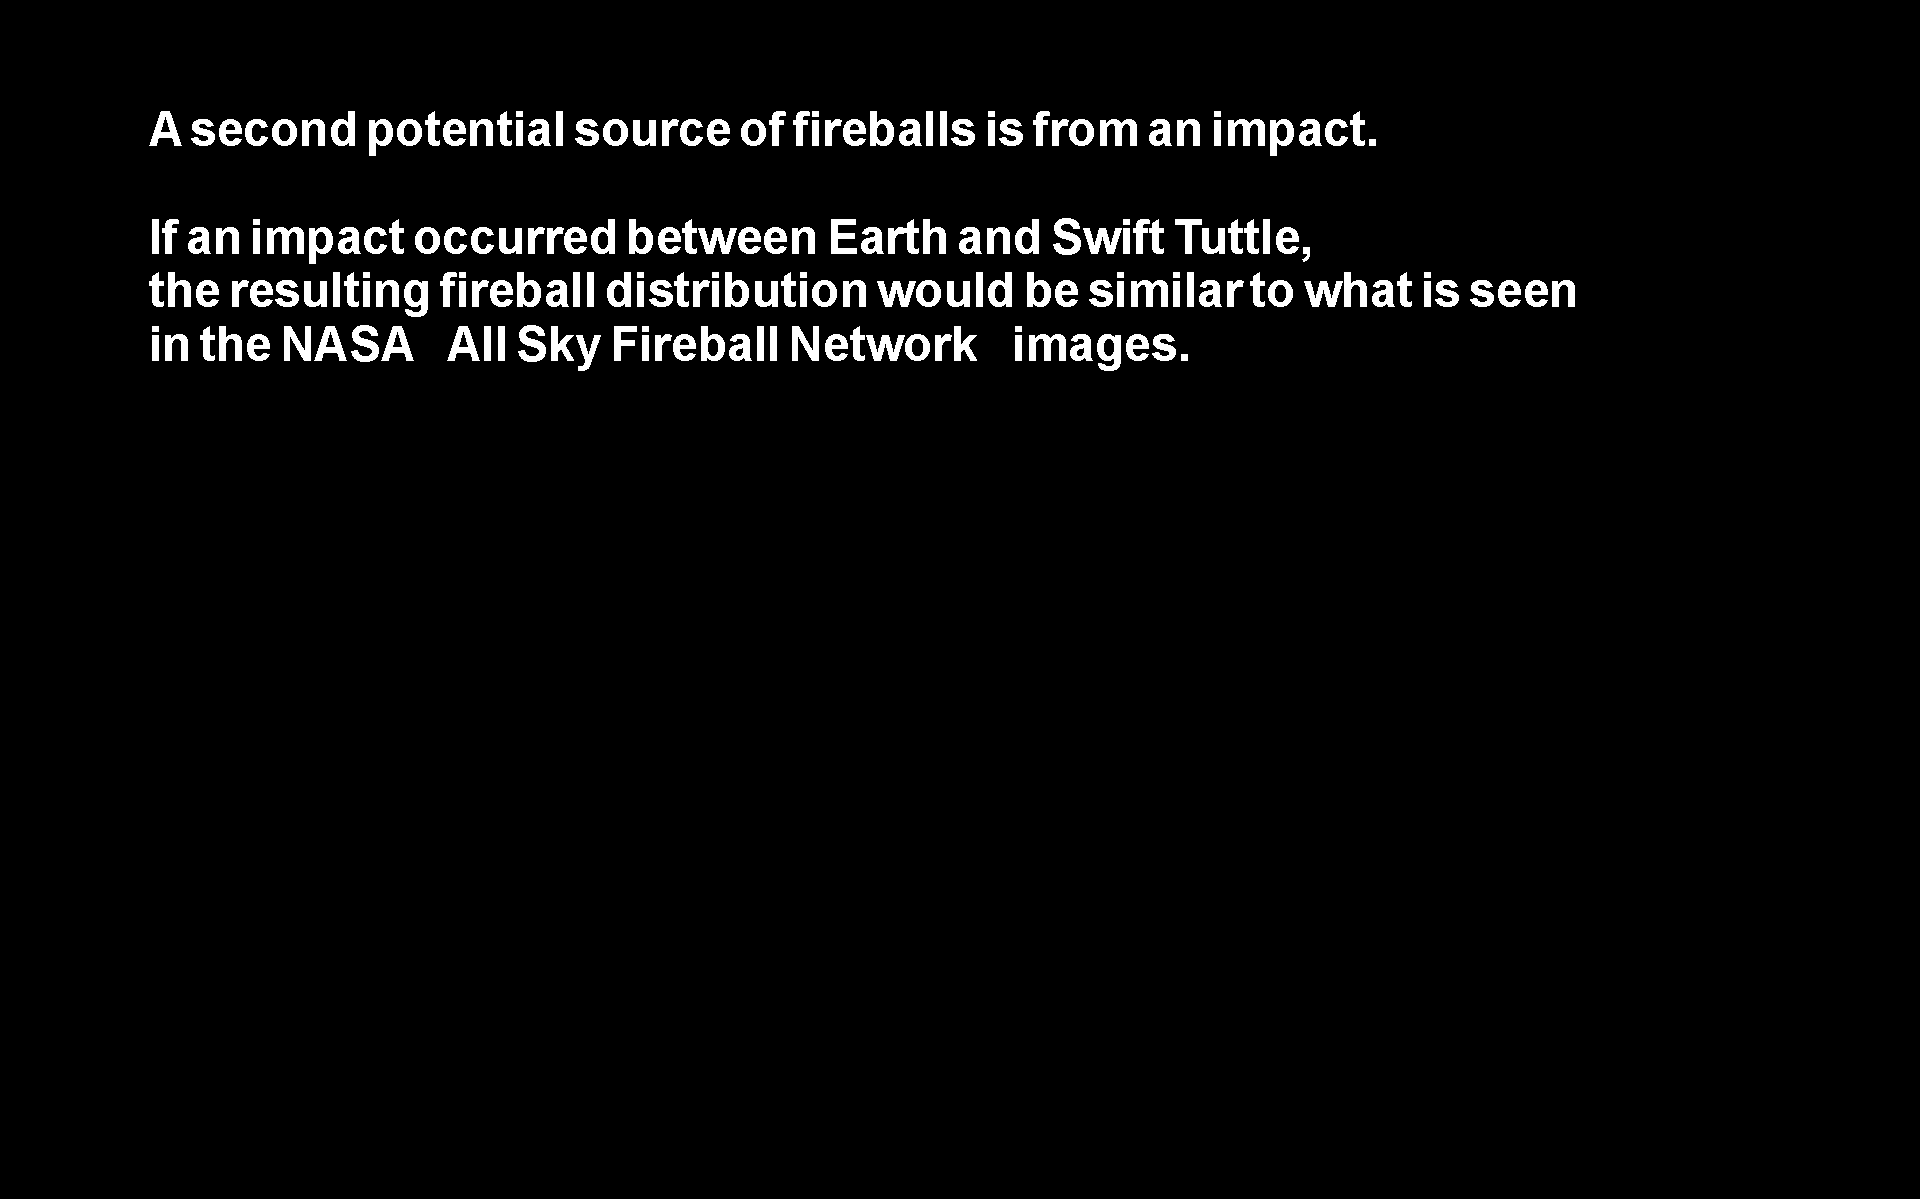 A second potential source of fireballs is from an impact.
If an impact occurred between Earth and Swift Tuttle,
the resulting fireball distribution would be similar to what is seen
in the NASA All Sky Fireball Network images.